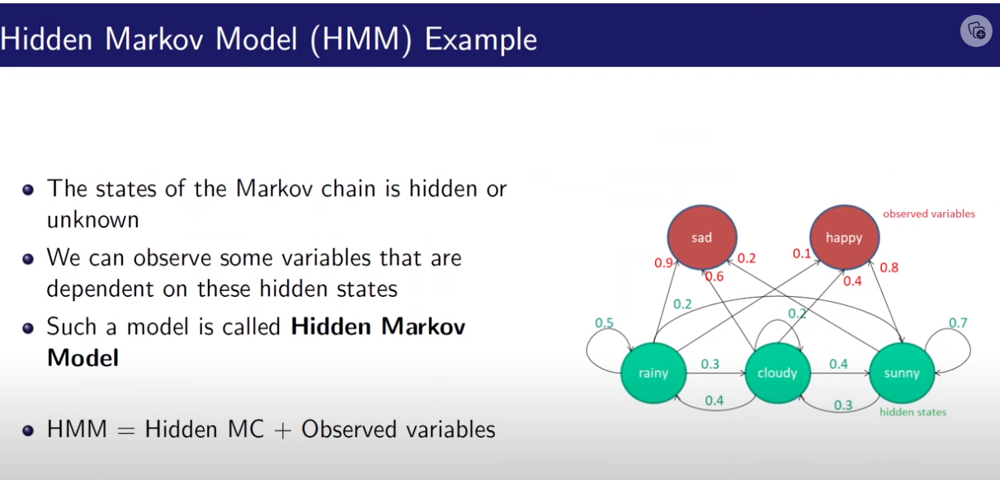 Hidden Markov Model (HMM) Example
The states of the Markov chain is hidden or
unknown
We can observe some variables that are
dependent on these hidden states
Such a model is called Hidden Markov
Model
HMM = Hidden MC + Observed variables
observed variables
sad
happy
0.9
0.2
0.1
0.6
0.4
0.8
0.2
0.2
0.5
0.7
rainy
0.3
cloudy
0.4
sunny
0.4
0.3
hidden states